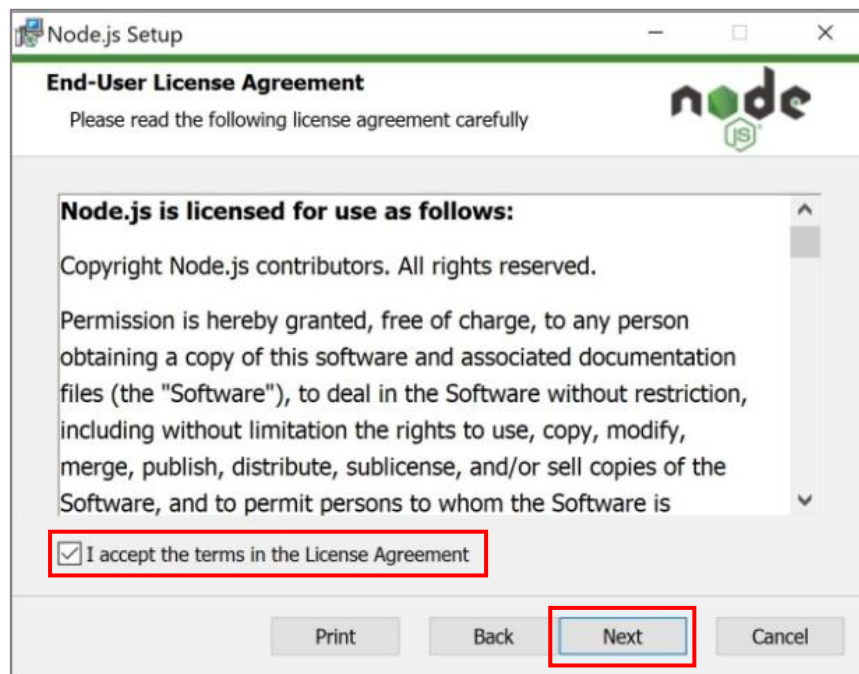 Node.js Setup
End-User License Agreement
Please read the following license agreement carefully
node
JS
Node.js is licensed for use as follows:
Copyright Node.js contributors. All rights reserved.
Permission is hereby granted, free of charge, to any person
obtaining a copy of this software and associated documentation
files (the "Software"), to deal in the Software without restriction,
including without limitation the rights to use, copy, modify,
merge, publish, distribute, sublicense, and/or sell copies of the
Software, and to permit persons to whom the Software is
I accept the terms in the License Agreement
Print Back Next Cancel